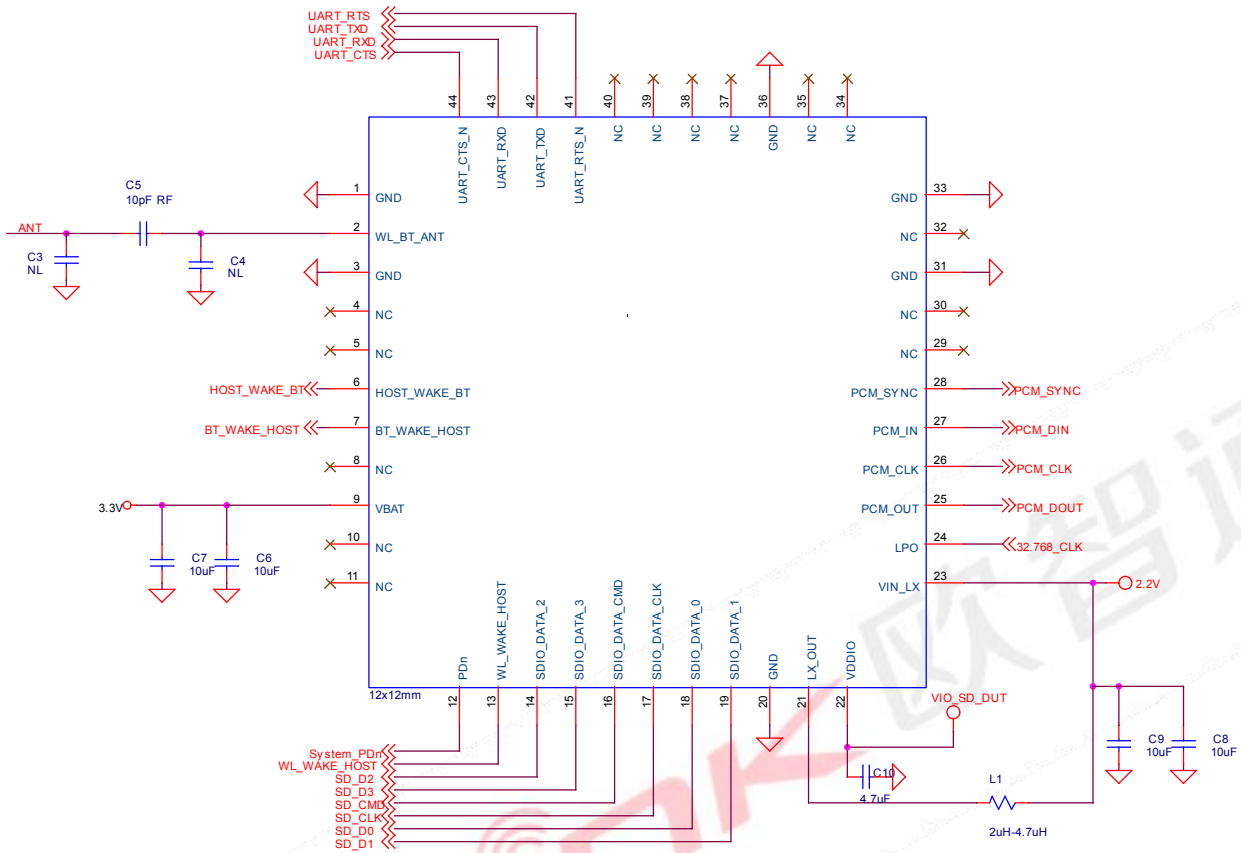 UART_RTS
UART_TXD
UART_RXD
UART_CTS
44
43
42
41
40
39
38
37
36
35
34
UART_CTS_N
UART_RXD
UART_TXD
UART_RTS_N
NC
NC
NC
NC
GND
NC
NC
C5
10pF RF
ANT
C3
NL
C4
NL
1
GND
2
WL_BT_ANT
3
GND
4
NC
5
NC
HOST_WAKE_BT
6
HOST_WAKE_BT
BT_WAKE_HOST
7
BT_WAKE_HOST
8
NC
3.3V
9
VBAT
C7
10uF
C6
10uF
10
NC
11
NC
GND
33
NC
32
GND
31
NC
30
NC
29
PCM_SYNC
28
PCM_SYNC
PCM_IN
27
PCM_DIN
PCM_CLK
26
PCM_CLK
PCM_OUT
25
PCM_DOUT
LPO
24
32.768_CLK
VIN_LX
23
2.2V
PDn
WL_WAKE_HOST
SDIO_DATA_2
SDIO_DATA_3
SDIO_DATA_CMD
SDIO_DATA_CLK
SDIO_DATA_0
SDIO_DATA_1
GND
LX_OUT
VDDIO
12x12mm
12
13
14
15
16
17
18
19
20
21
22
System_PDn
WL_WAKE_HOST
SD_D2
SD_D3
SD_CMD
SD_CLK
SD_D0
SD_D1
VIO_SD_DUT
C10
4.7uF
C9
10uF
C8
10uF
L1
2uH-4.7uH
欧智通